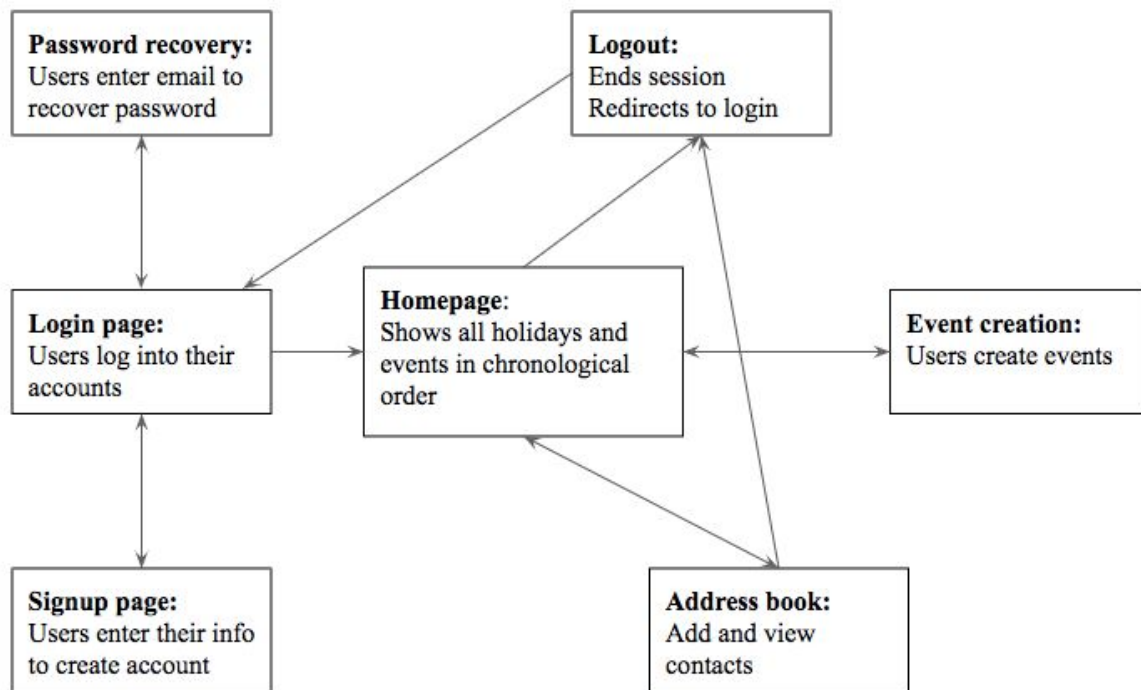 Password recovery:
Users enter email to
recover password
Logout:
Ends session
Redirects to login
Login page:
Users log into their
accounts
Homepage:
Shows all holidays and
events in chronological
order
Event creation:
Users create events
Signup page:
Users enter their info
to create account
Address book:
Add and view
contacts